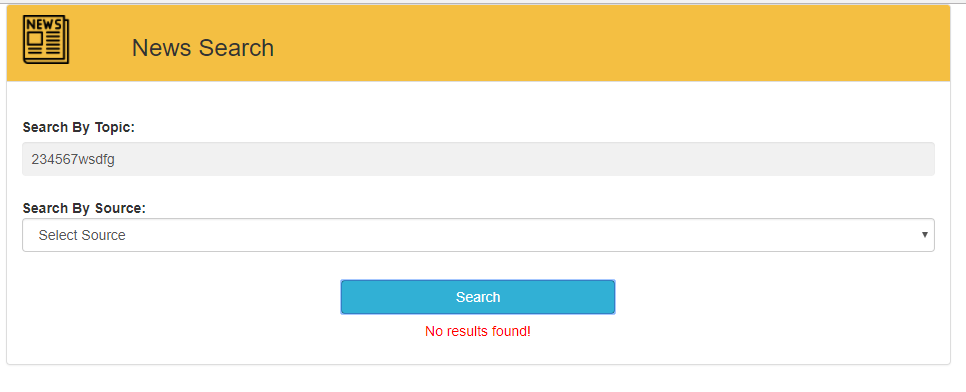 NEWS
News Search
Search By Topic:
234567wsdfg
Search By Source:
Select Source
Search
No results found!